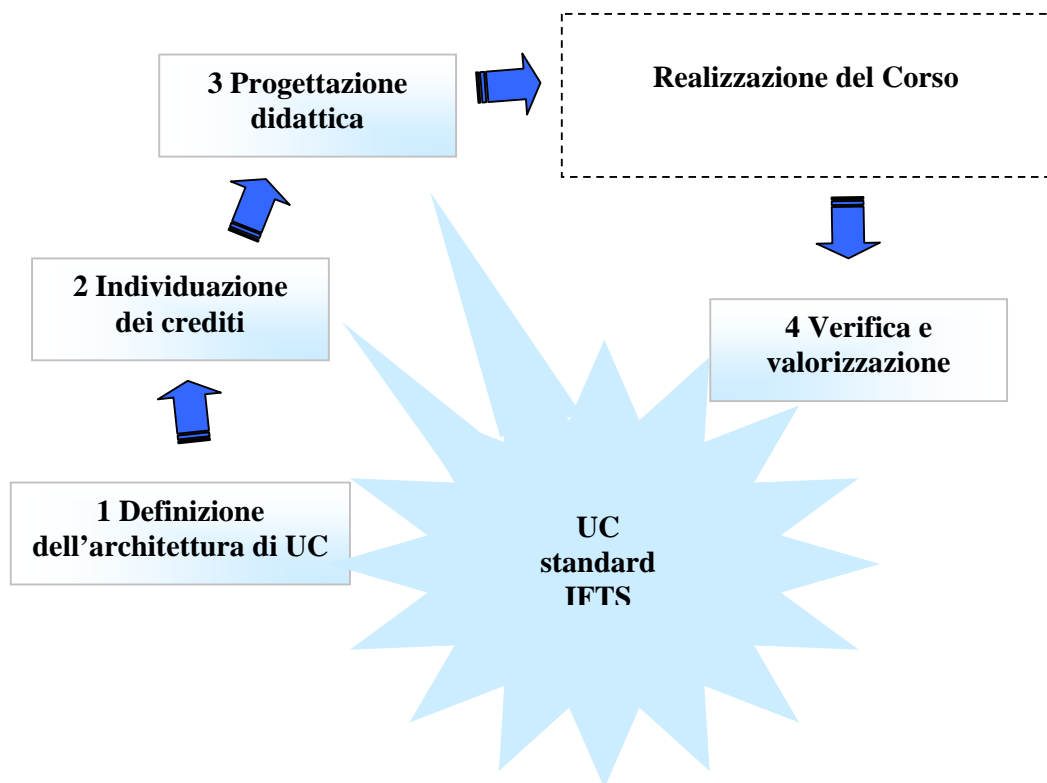 3 Progettazione
didattica
Realizzazione del Corso
2 Individuazione
dei crediti
4 Verifica e
valorizzazione
1 Definizione
dell’architettura di UC
UC
standard
IFTS